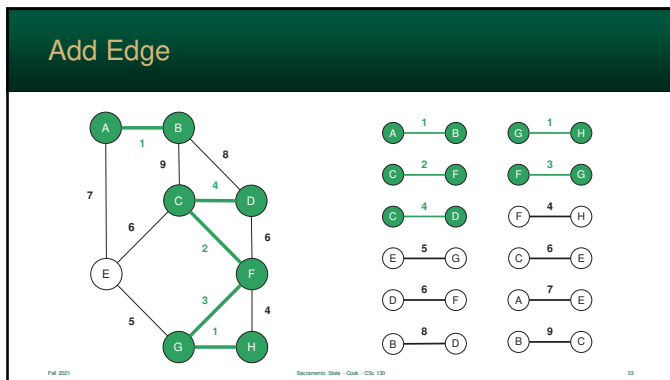 Add Edge
A
B
1
8
9
4
7
C
D
6
6
2
E
F
3
4
5
1
G
H
A 1 B
G 1 H
C 2 F
F 3 G
C 4 D
F 4 H
E 5 G
C 6 E
D 6 F
A 7 E
B 8 D
B 9 C
Fall 2021
Sacramento State - Cook - CSc 130
33